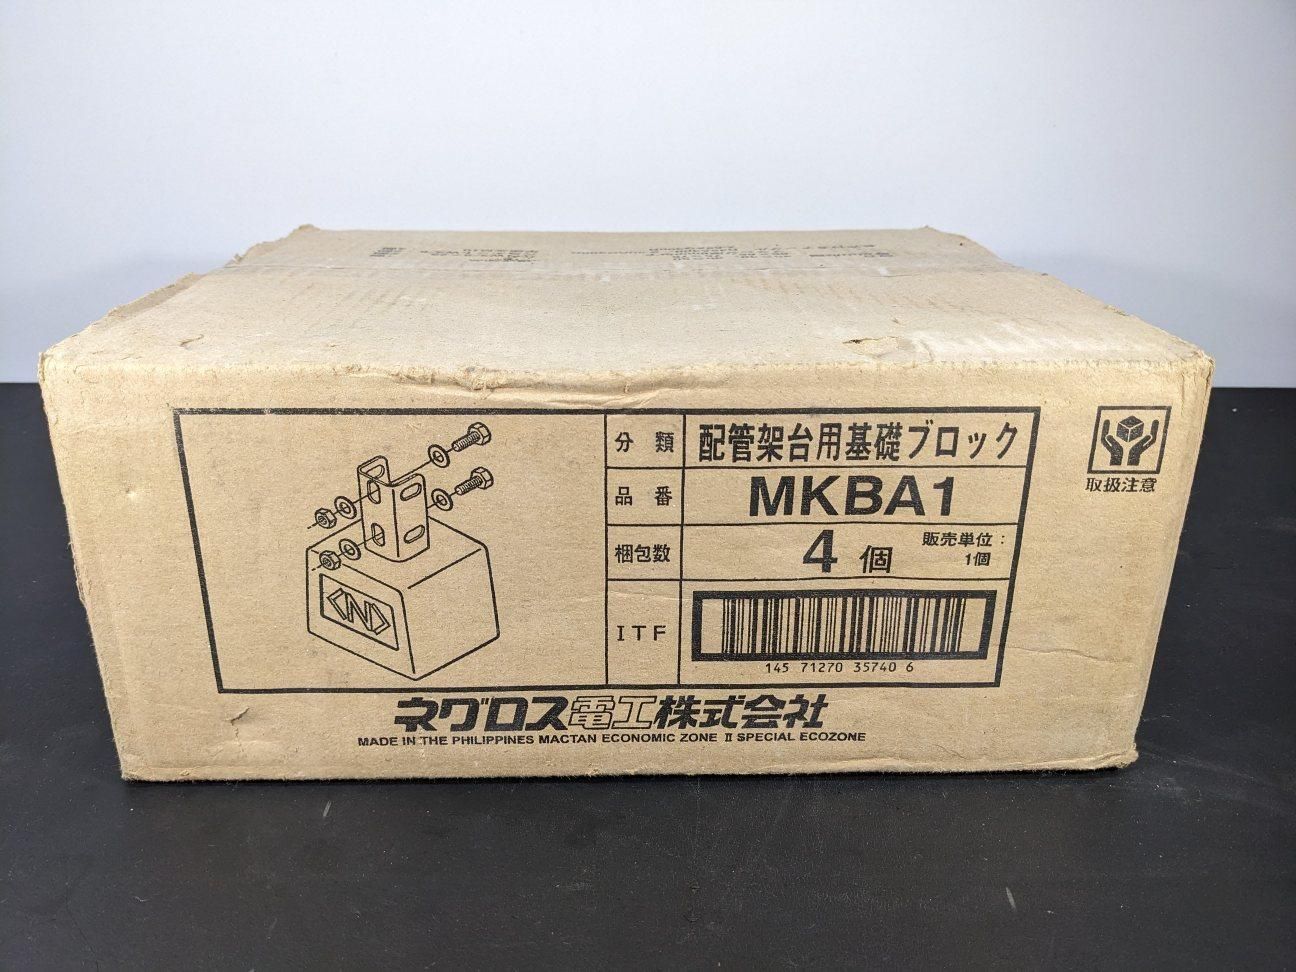 分類 配管架台用基礎ブロック
品番 MKBA1
梱包数 4個 販売単位：
1個
ITF
145 71270 35740 6
取扱注意
ネグロス電工株式会社
MADE IN THE PHILIPPINES MACTAN ECONOMIC ZONE Ⅱ SPECIAL ECOZONE